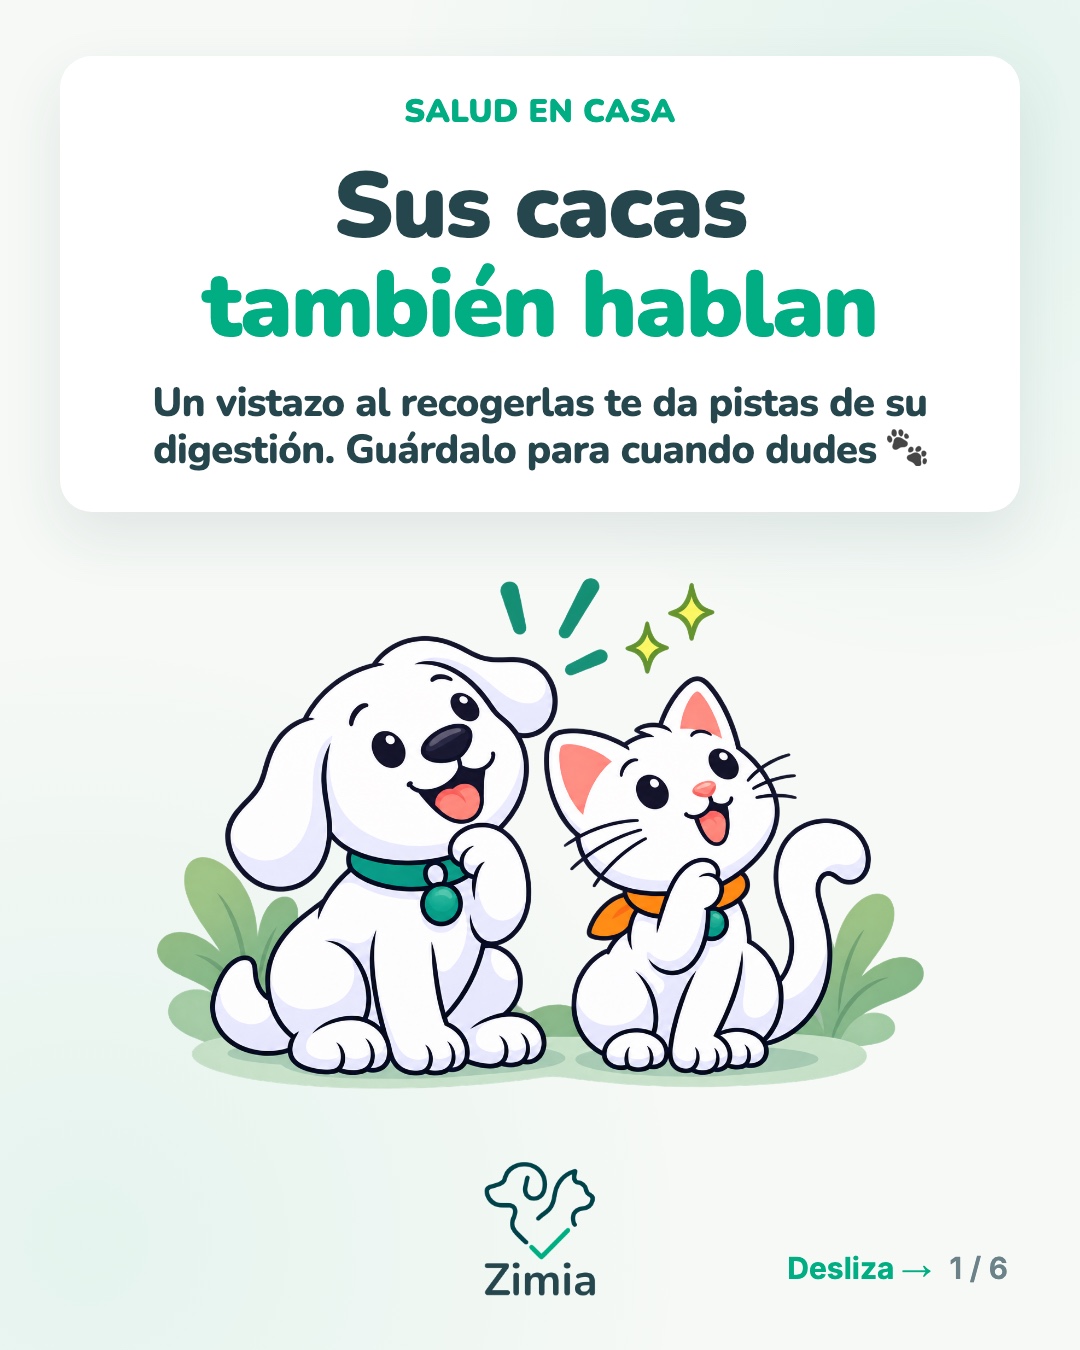 SALUD EN CASA
Sus cacas
también hablan
Un vistazo al recogerlas te da pistas de su
digestión. Guárdalo para cuando dudes 🐾
Zimia
Desliza → 1 / 6